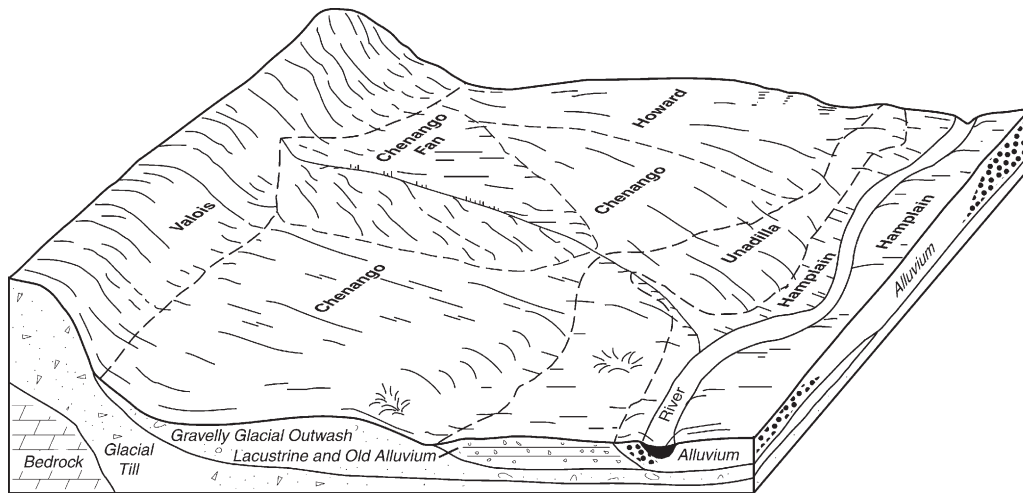 Howard
Chenango
Fan
Chenango
Valois
Hamplain
Unadilla
Hamplain
Alluvium
Chenango
River
Gravelly Glacial Outwash
Lacustrine and Old Alluvium
Alluvium
Glacial
Till
Bedrock